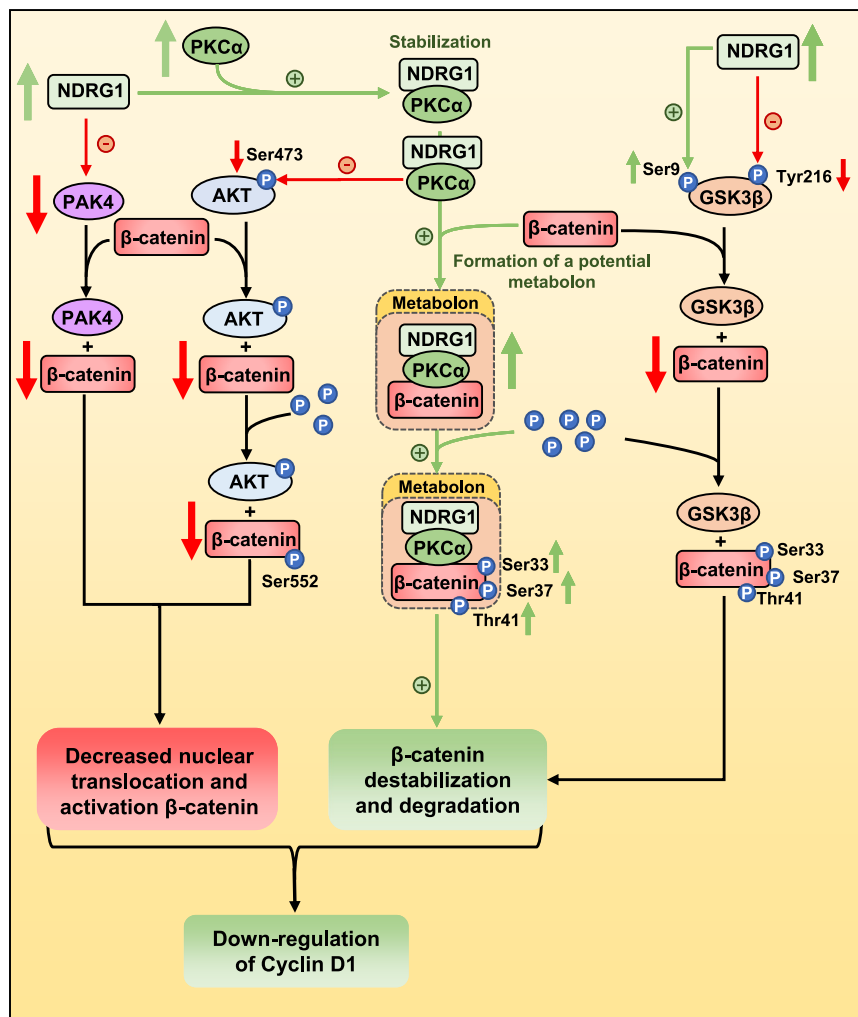 PKCα
Stabilization
NDRG1
NDRG1
PKCα
NDRG1
+
+
-
-
Ser473
-
NDRG1
PKCα
Ser9
P
P
Tyr216
GSK3β
PAK4
AKT
P
β-catenin
+
β-catenin
Formation of a potential
metabolon
PAK4
+
β-catenin
AKT
P
+
β-catenin
Metabolon
NDRG1
PKCα
β-catenin
GSK3β
+
β-catenin
P
P
P
+
P
P
P
P
P
AKT
P
+
β-catenin
P
Ser552
Metabolon
NDRG1
PKCα
β-catenin
P
Ser33
P
Ser37
P
Thr41
GSK3β
+
β-catenin
P
Ser33
P
Ser37
P
Thr41
+
Decreased nuclear
translocation and
activation β-catenin
β-catenin
destabilization
and degradation
Down-regulation
of Cyclin D1